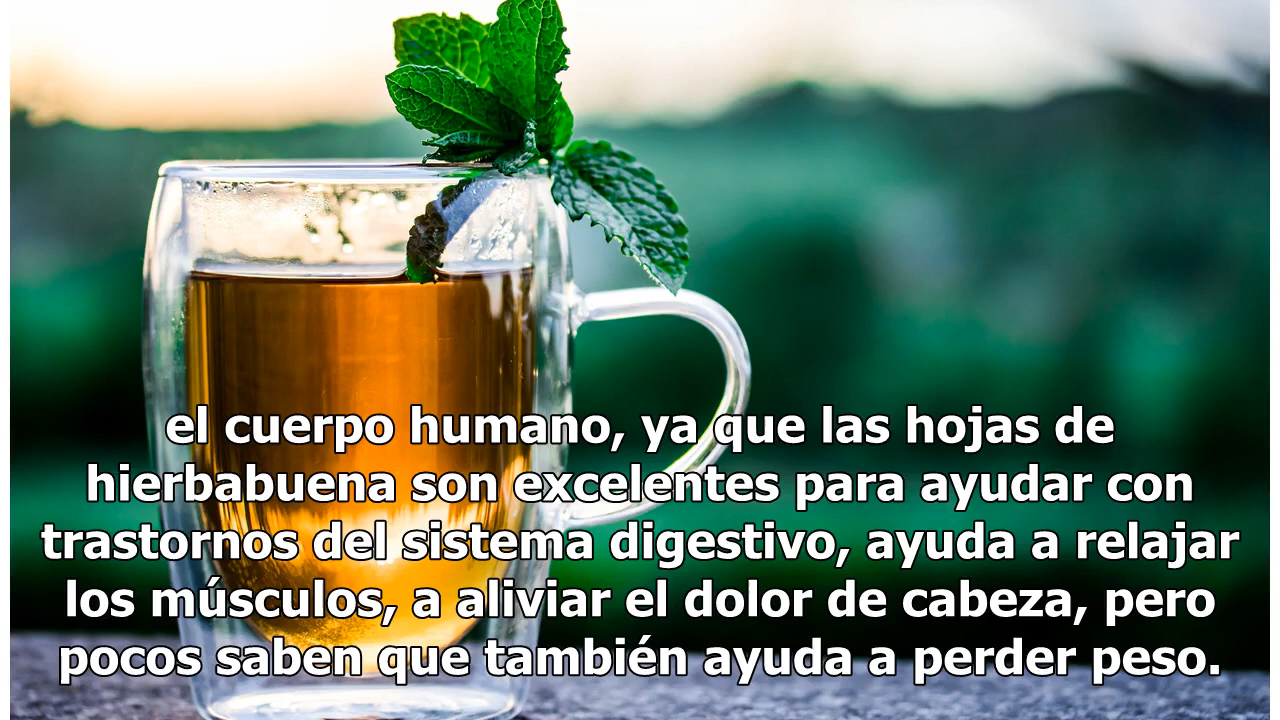 el cuerpo humano, ya que las hojas de
hierbabuena son excelentes para ayudar con
trastornos del sistema digestivo, ayuda a relajar
los músculos, a aliviar el dolor de cabeza, pero
pocos saben que también ayuda a perder peso.